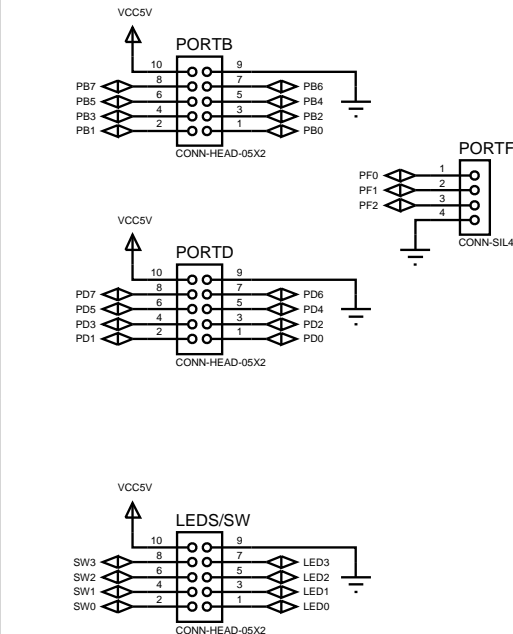 VCC5V
PORTB
10 9
PB7 8 7 PB6
PB5 6 5 PB4
PB3 4 3 PB2
PB1 2 1 PB0
CONN-HEAD-05X2
PORTF
PF0 1
PF1 2
PF2 3
4
CONN-SIL4
VCC5V
PORTD
10 9
PD7 8 7 PD6
PD5 6 5 PD4
PD3 4 3 PD2
PD1 2 1 PD0
CONN-HEAD-05X2
VCC5V
LEDS/SW
10 9
SW3 8 7 LED3
SW2 6 5 LED2
SW1 4 3 LED1
SW0 2 1 LED0
CONN-HEAD-05X2